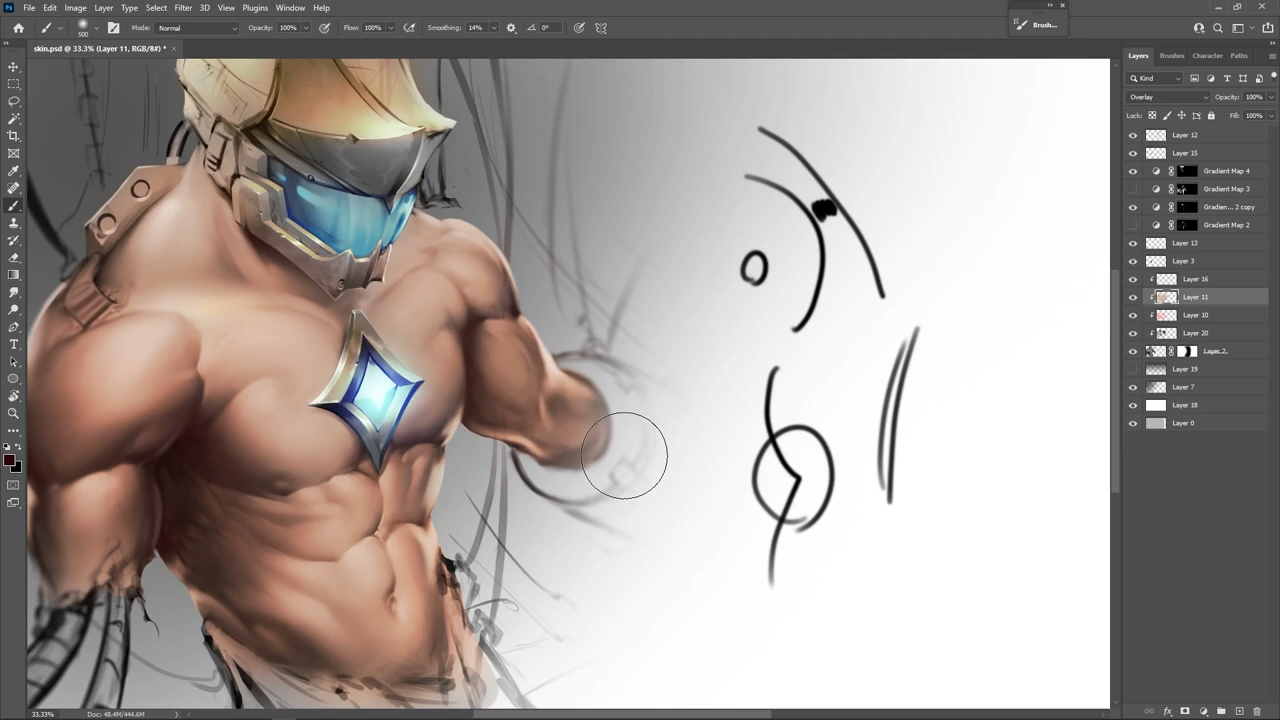 Ps File Edit Image Layer Type Select Filter 3D View Plugins Window Help
500 Mode: Normal Opacity: 100% Flow: 100% Smoothing: 14% 0° Brush...
skin.psd @ 33.3% (Layer 11, RGB/8#) * ×
Layers Brushes Character Paths
Kind
Overlay Opacity: 100%
Lock: Fill: 100%
Layer 12
Layer 15
Gradient Map 4
Gradient Map 3
Gradien... 2 copy
Gradient Map 2
Layer 13
Layer 3
Layer 16
Layer 11
Layer 10
Layer 20
Layer 2
Layer 19
Layer 7
Layer 18
Layer 0
33.33% Doc: 48.4M/444.6M
fx